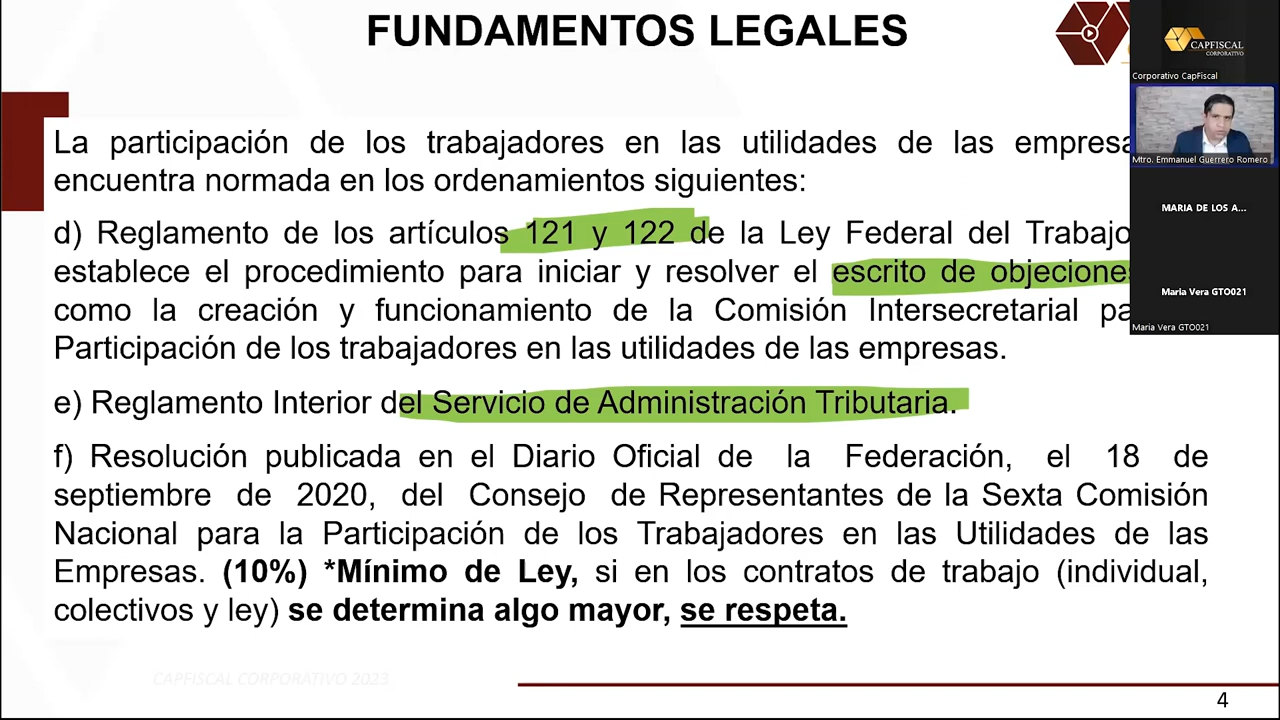 FUNDAMENTOS LEGALES
CAPFISCAL
CORPORATIVO
Corporativo CapFiscal
Mtro. Emmanuel Guerrero Romero
MARIA DE LOS A...
Maria Vera GTO021
Maria Vera GTO021
La participación de los trabajadores en las utilidades de las empresa
encuentra normada en los ordenamientos siguientes:
d) Reglamento de los artículos 121 y 122 de la Ley Federal del Trabajo
establece el procedimiento para iniciar y resolver el escrito de objeciones
como la creación y funcionamiento de la Comisión Intersecretarial pa
Participación de los trabajadores en las utilidades de las empresas.
e) Reglamento Interior del Servicio de Administración Tributaria.
f) Resolución publicada en el Diario Oficial de la Federación, el 18 de
septiembre de 2020, del Consejo de Representantes de la Sexta Comisión
Nacional para la Participación de los Trabajadores en las Utilidades de las
Empresas. (10%) *Mínimo de Ley, si en los contratos de trabajo (individual,
colectivos y ley) se determina algo mayor, se respeta.
CAPFISCAL CORPORATIVO 2023
4